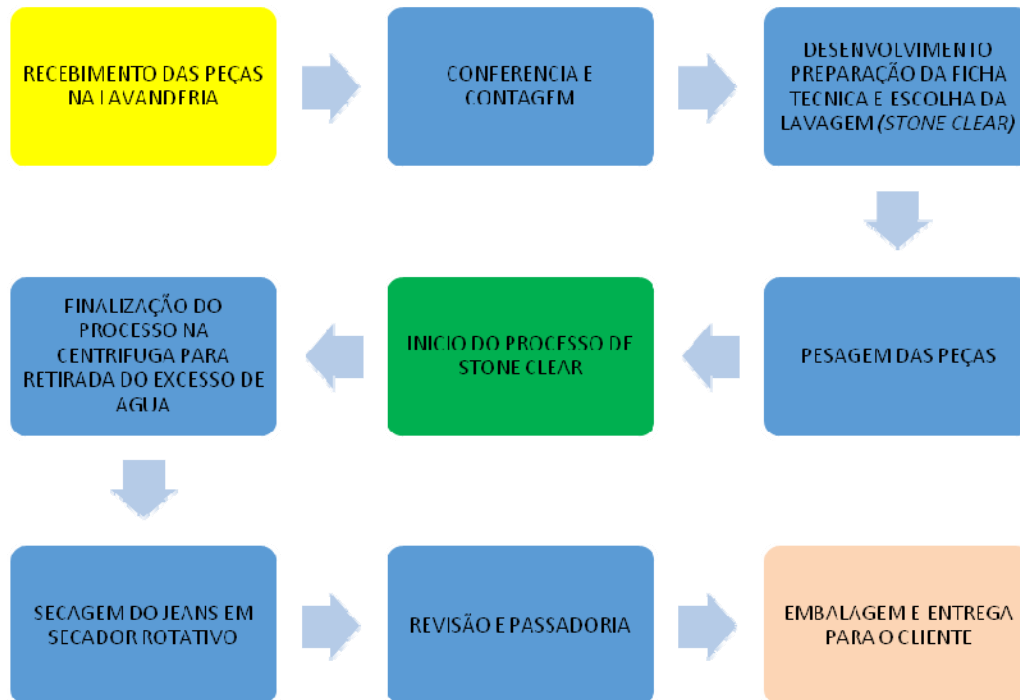 RECEBIMENTO DAS PEÇAS
NA LAVANDERIA
CONFERENCIA E
CONTAGEM
DESENVOLVIMENTO
PREPARAÇÃO DA FICHA
TECNICA E ESCOLHA DA
LAVAGEM (STONE CLEAR)
PESAGEM DAS PEÇAS
INICIO DO PROCESSO DE
STONE CLEAR
FINALIZAÇÃO DO
PROCESSO NA
CENTRIFUGA PARA
RETIRADA DO EXCESSO DE
AGUA
SECAGEM DO JEANS EM
SECADOR ROTATIVO
REVISÃO E PASSADORIA
EMBALAGEM E ENTREGA
PARA O CLIENTE